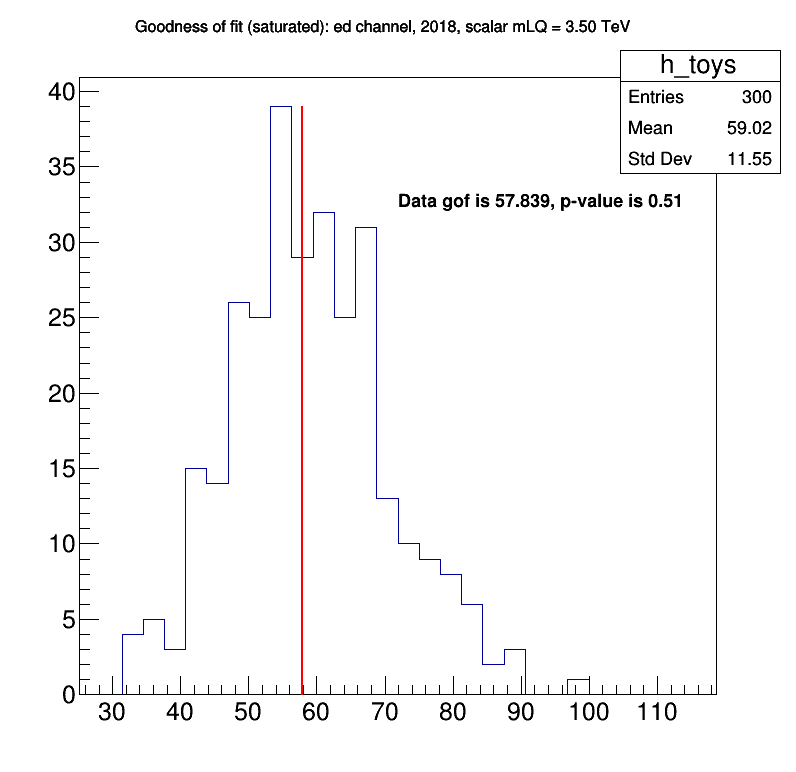 Goodness of fit (saturated): ed channel, 2018, scalar mLQ = 3.50 TeV
h_toys
Entries 300
Mean 59.02
Std Dev 11.55
Data gof is 57.839, p-value is 0.51
40
35
30
25
20
15
10
5
0
30 40 50 60 70 80 90 100 110